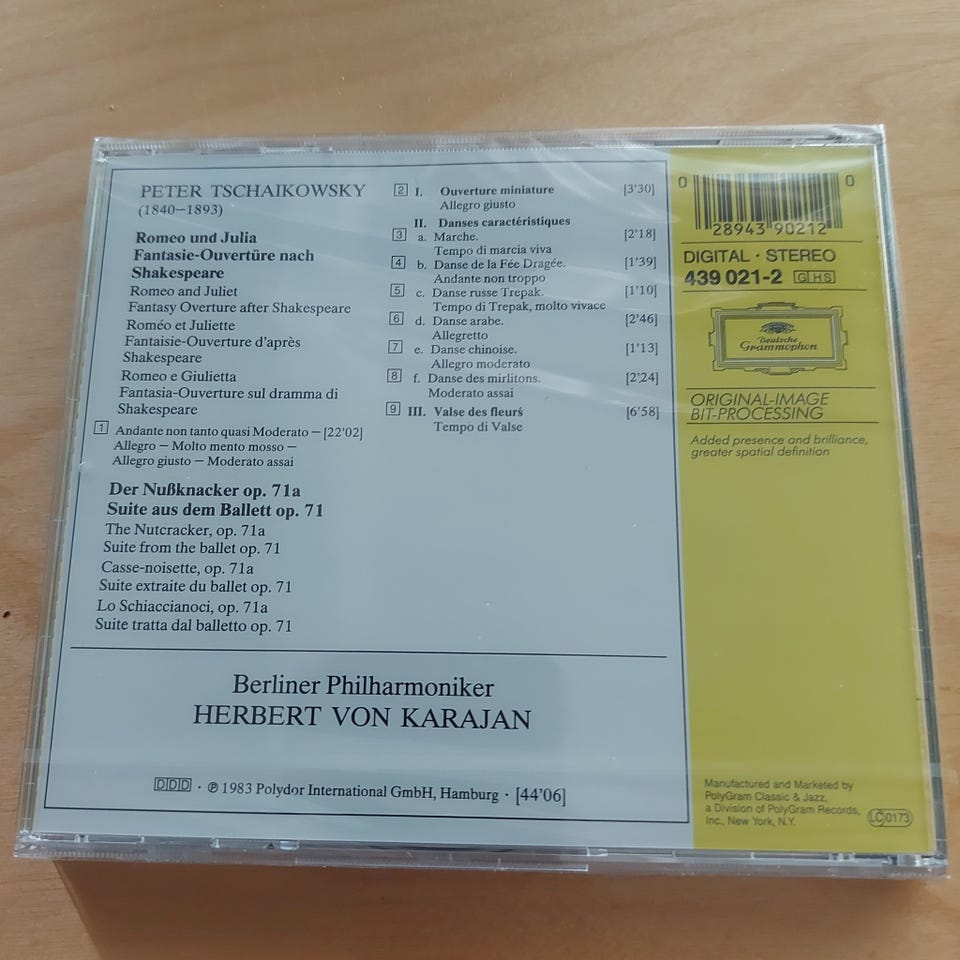 PETER TSCHAIKOWSKY
(1840–1893)
Romeo und Julia
Fantasie-Ouvertüre nach
Shakespeare
Romeo and Juliet
Fantasy Overture after Shakespeare
Roméo et Juliette
Fantaisie-Ouverture d'après
Shakespeare
Romeo e Giulietta
Fantasia-Ouverture sul dramma di
Shakespeare
1 Andante non tanto quasi Moderato – [22'02]
Allegro – Molto mento mosso –
Allegro giusto – Moderato assai
Der Nußknacker op. 71a
Suite aus dem Ballett op. 71
The Nutcracker, op. 71a
Suite from the ballet op. 71
Casse-noisette, op. 71a
Suite extraite du ballet op. 71
Lo Schiaccianoci, op. 71a
Suite tratta dal balletto op. 71
2 I. Ouverture miniature [3'30]
Allegro giusto
II. Danses caractéristiques
3 a. Marche. [2'18]
Tempo di marcia viva
4 b. Danse de la Fée Dragée. [1'39]
Andante non troppo
5 c. Danse russe Trepak. [1'10]
Tempo di Trepak, molto vivace
6 d. Danse arabe. [2'46]
Allegretto
7 e. Danse chinoise. [1'13]
Allegro moderato
8 f. Danse des mirlitons. [2'24]
Moderato assai
9 III. Valse des fleurs [6'58]
Tempo di Valse
Berliner Philharmoniker
HERBERT VON KARAJAN
DDD · ℗ 1983 Polydor International GmbH, Hamburg · [44'06]
0 28943 90212 0
DIGITAL · STEREO
439 021-2 GHS
Deutsche
Grammophon
ORIGINAL-IMAGE
BIT-PROCESSING
Added presence and brilliance,
greater spatial definition
Manufactured and Marketed by
PolyGram Classic & Jazz,
a Division of PolyGram Records,
Inc., New York, N.Y.
LC 0173